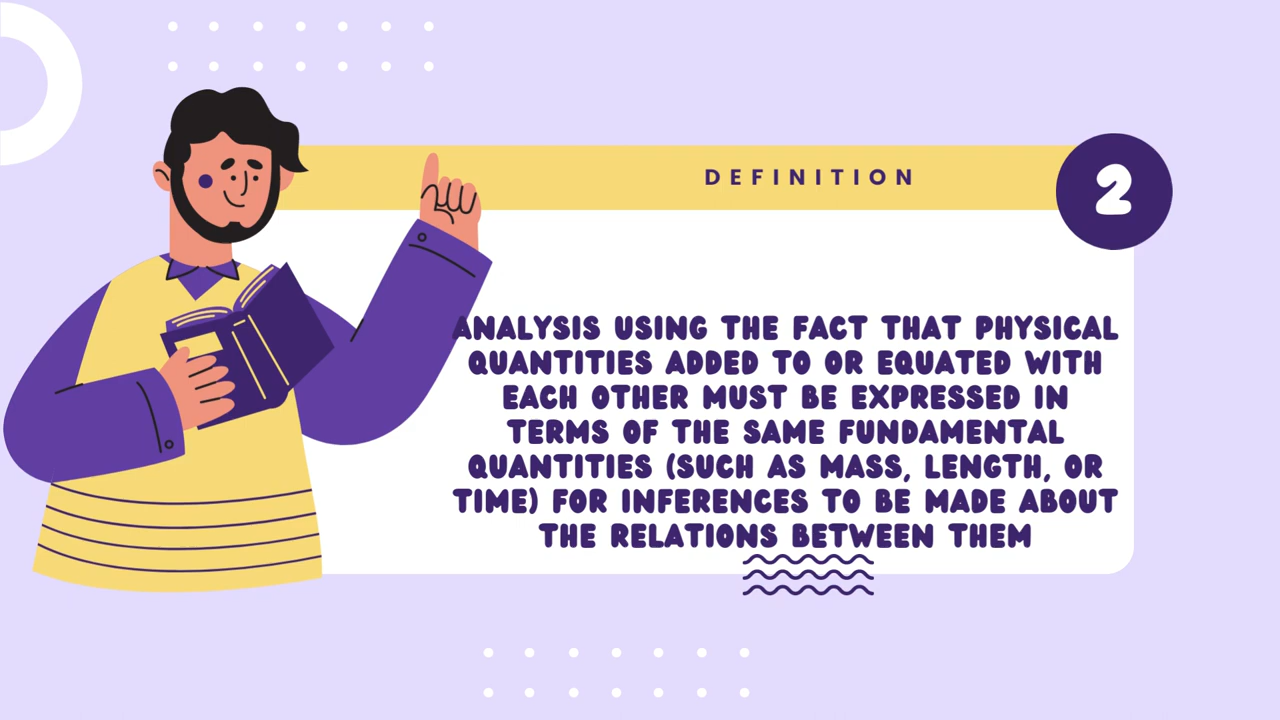 DEFINITION
2
ANALYSIS USING THE FACT THAT PHYSICAL
QUANTITIES ADDED TO OR EQUATED WITH
EACH OTHER MUST BE EXPRESSED IN
TERMS OF THE SAME FUNDAMENTAL
QUANTITIES (SUCH AS MASS, LENGTH, OR
TIME) FOR INFERENCES TO BE MADE ABOUT
THE RELATIONS BETWEEN THEM